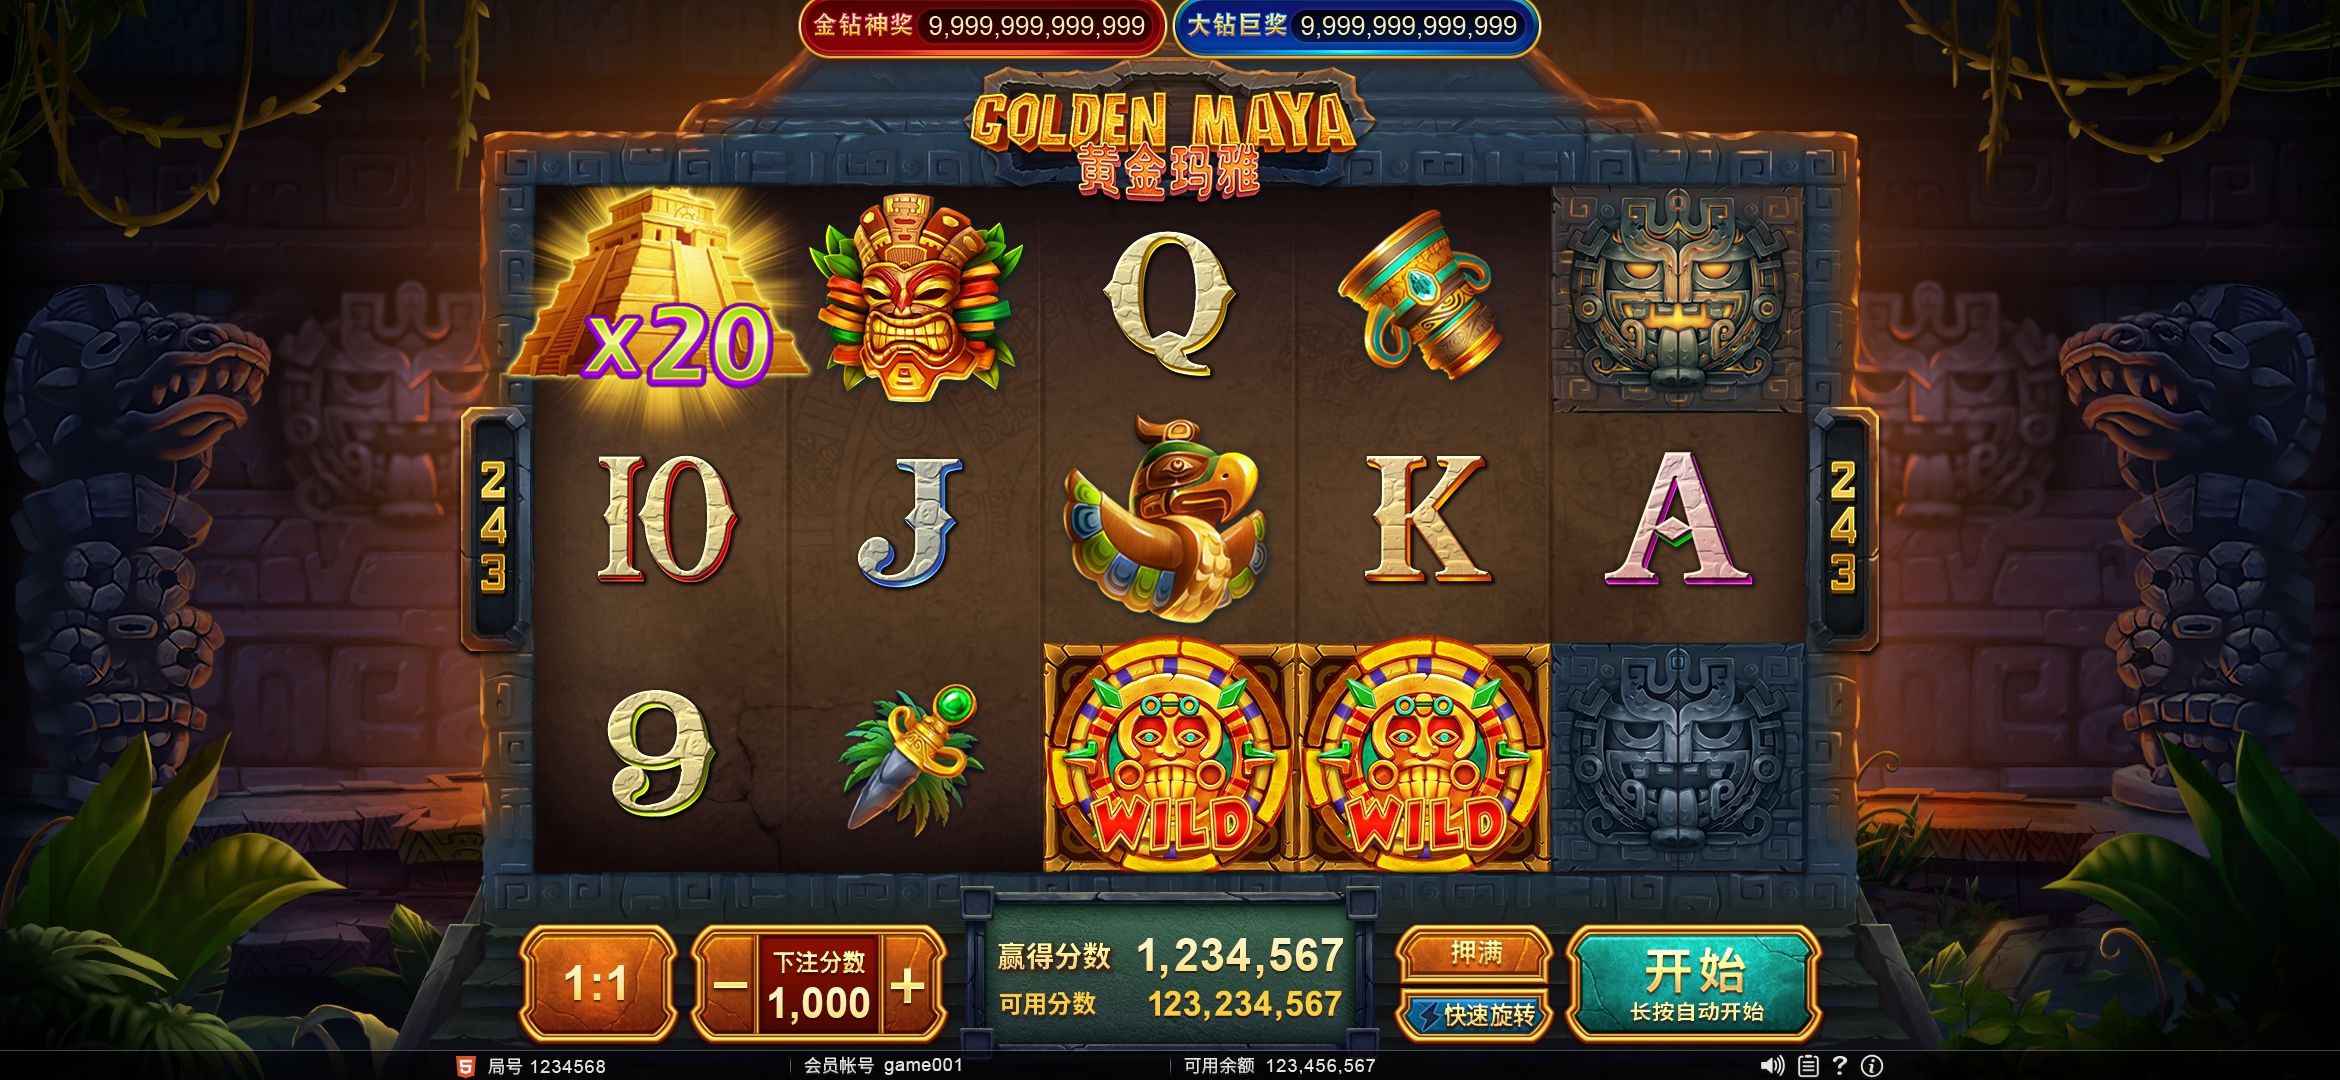 金钻神奖 9,999,999,999,999
大钻巨奖 9,999,999,999,999
GOLDEN MAYA
黄金玛雅
x20
Q
243
10
J
K
A
243
9
WILD
WILD
1:1
− 下注分数 +
1,000
赢得分数 1,234,567
可用分数 123,234,567
押满
快速旋转
开始
长按自动开始
5 局号 1234568
会员帐号 game001
可用余额 123,456,567
? i